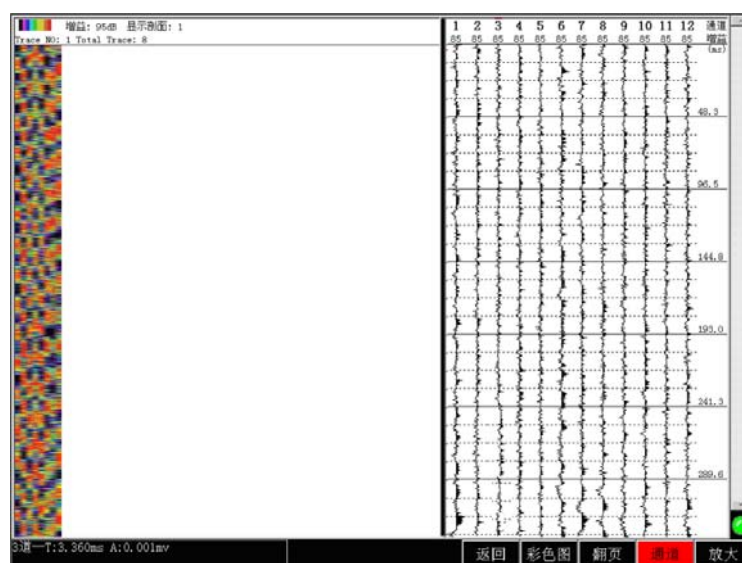 增益: 95dB 显示剖面: 1
Trace NO: 1 Total Trace: 8
1 2 3 4 5 6 7 8 9 10 11 12 通道
85 85 85 85 85 85 85 85 85 85 85 85 增益
(ms)
48.3
96.5
144.8
193.0
241.3
289.6
3道—T:3.360ms A:0.001mv
返回 彩色图 翻页 通道 放大